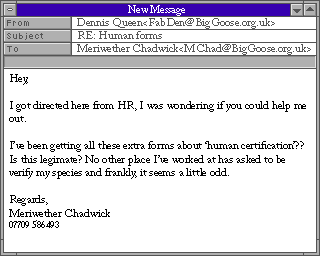 New Message
From Dennis Queen<FabDen@BigGoose.org.uk>
Subject RE: Human forms
To Meriwether Chadwick<MChad@BigGoose.org.uk>
Hey,
I got directed here from HR, I was wondering if you could help me
out.
I've been getting all these extra forms about 'human certification'??
Is this legitimate? No other place I've worked at has asked to be
verify my species and frankly, it seems a little odd.
Regards,
Meriwether Chadwick
07709 586493